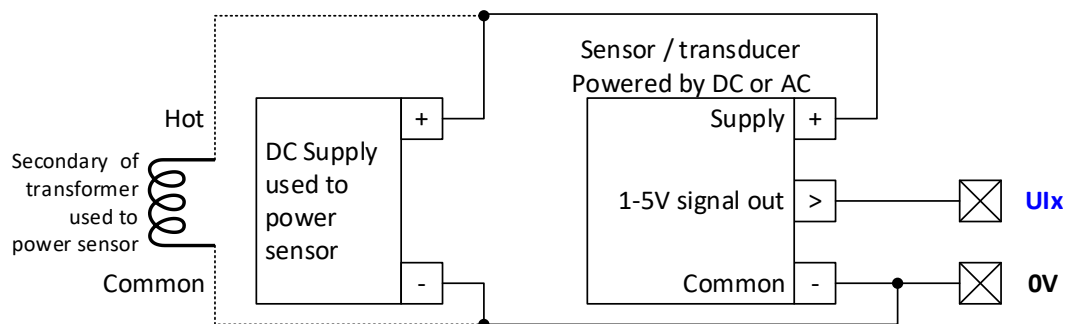 Sensor / transducer
Powered by DC or AC
Hot
+
Supply
+
Secondary of
transformer
used to
power sensor
DC Supply
used to
power
sensor
1-5V signal out
>
UIx
Common
-
Common
-
0V